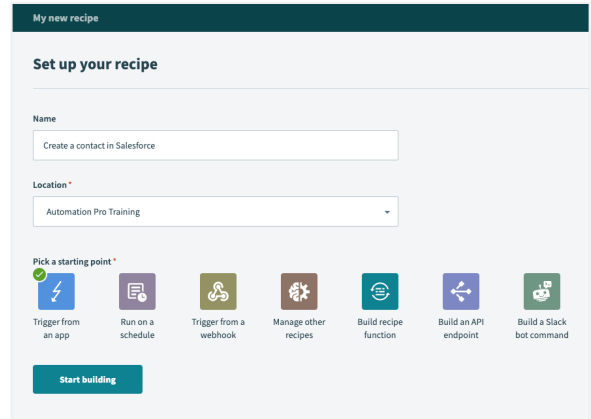 My new recipe
Set up your recipe
Name
Create a contact in Salesforce
Location *
Automation Pro Training
Pick a starting point *
Trigger from
an app
Run on a
schedule
Trigger from a
webhook
Manage other
recipes
Build recipe
function
Build an API
endpoint
Build a Slack
bot command
Start building